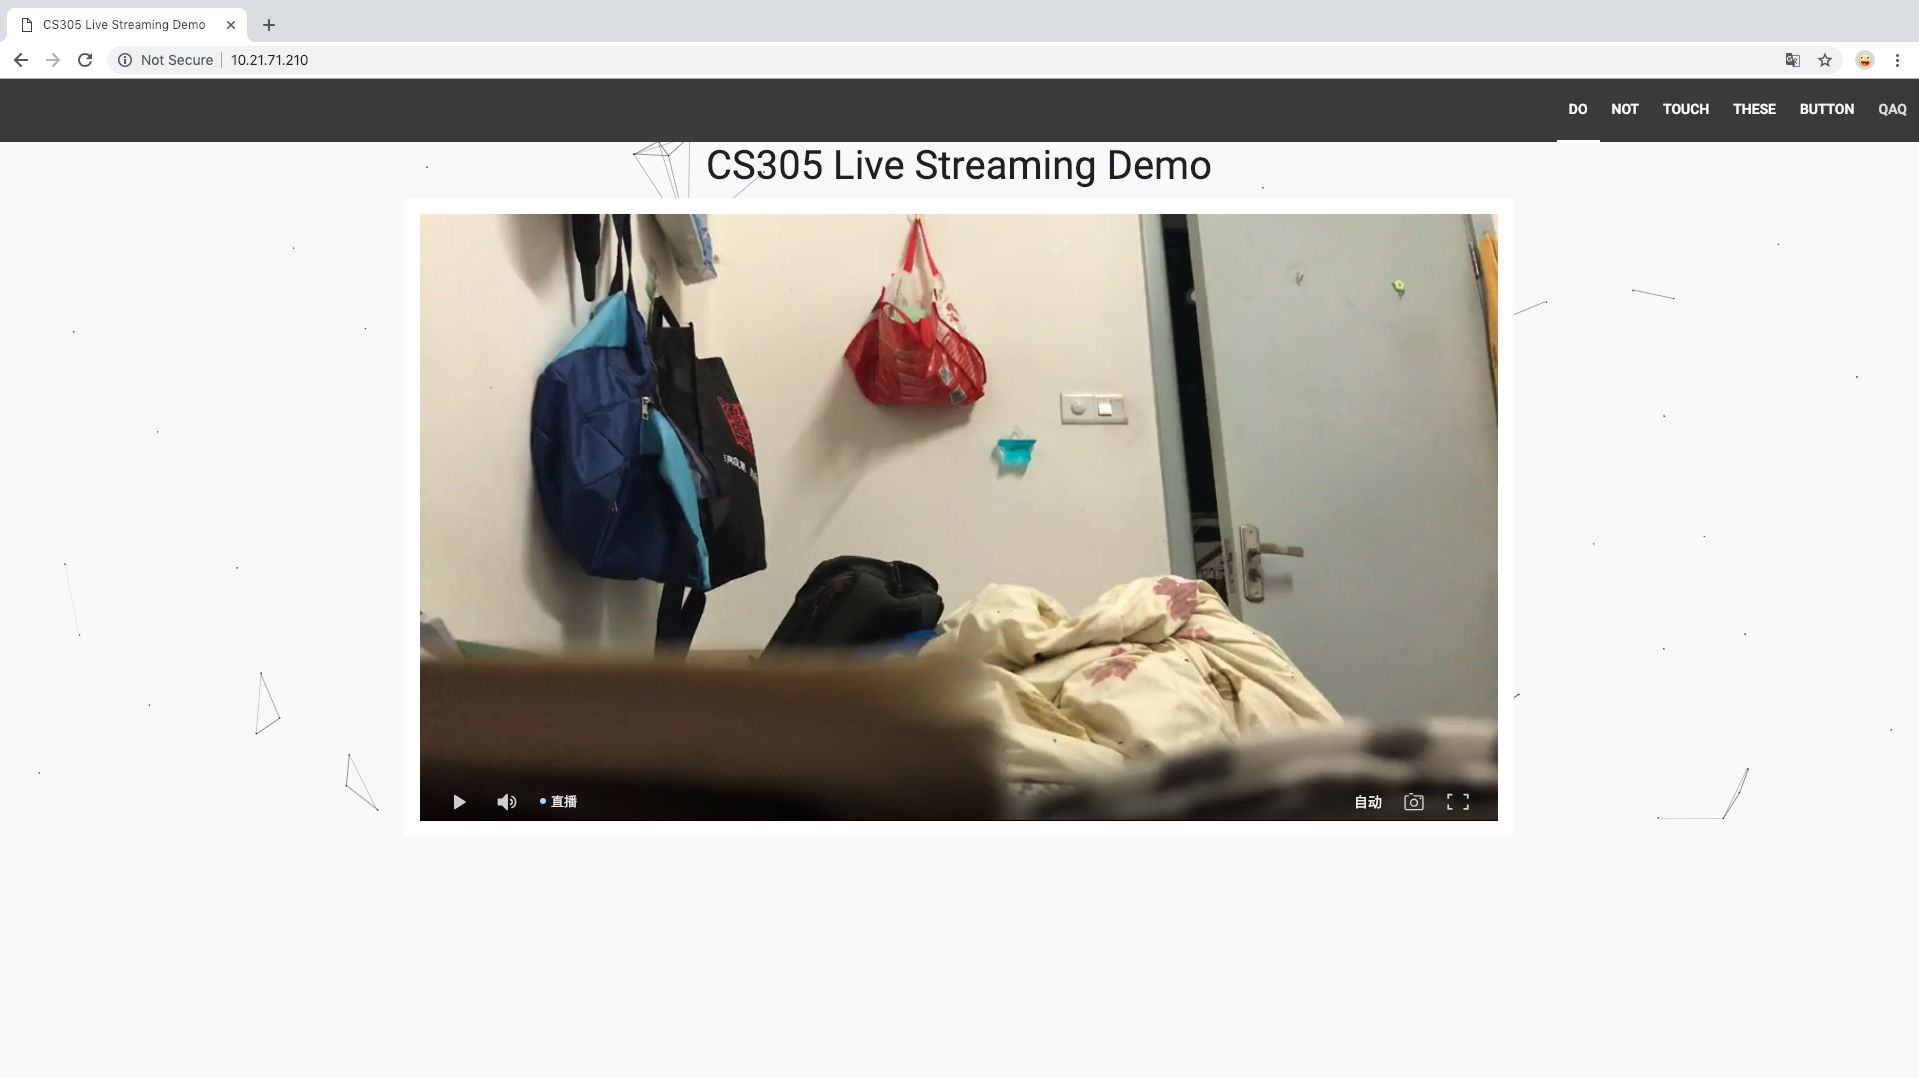 CS305 Live Streaming Demo
Not Secure
10.21.71.210
DO NOT TOUCH THESE BUTTON QAQ
CS305 Live Streaming Demo
直播
自动